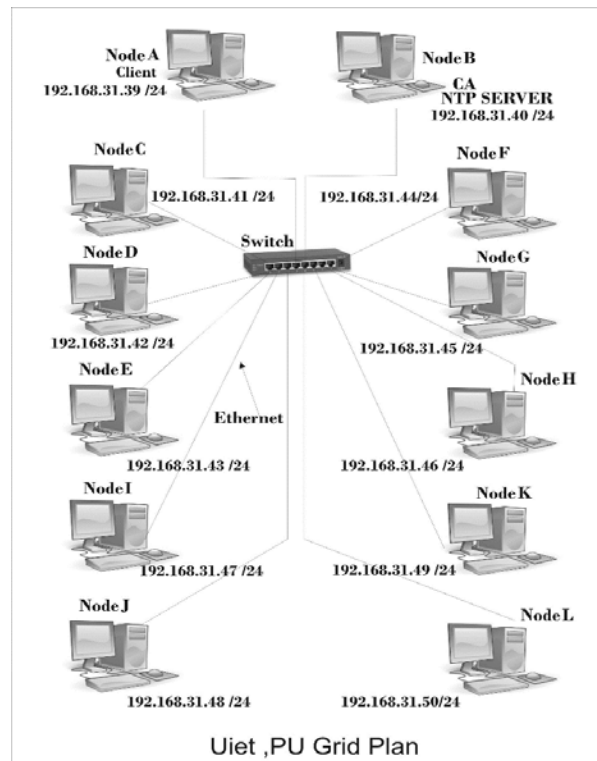 Node A
Client
192.168.31.39 /24
Node B
CA
NTP SERVER
192.168.31.40 /24
Node C
192.168.31.41 /24
Node F
192.168.31.44/24
Switch
Node D
192.168.31.42 /24
Node G
192.168.31.45 /24
Node E
192.168.31.43 /24
Ethernet
Node H
192.168.31.46 /24
Node I
192.168.31.47 /24
Node K
192.168.31.49 /24
Node J
192.168.31.48 /24
Node L
192.168.31.50/24
Uiet ,PU Grid Plan